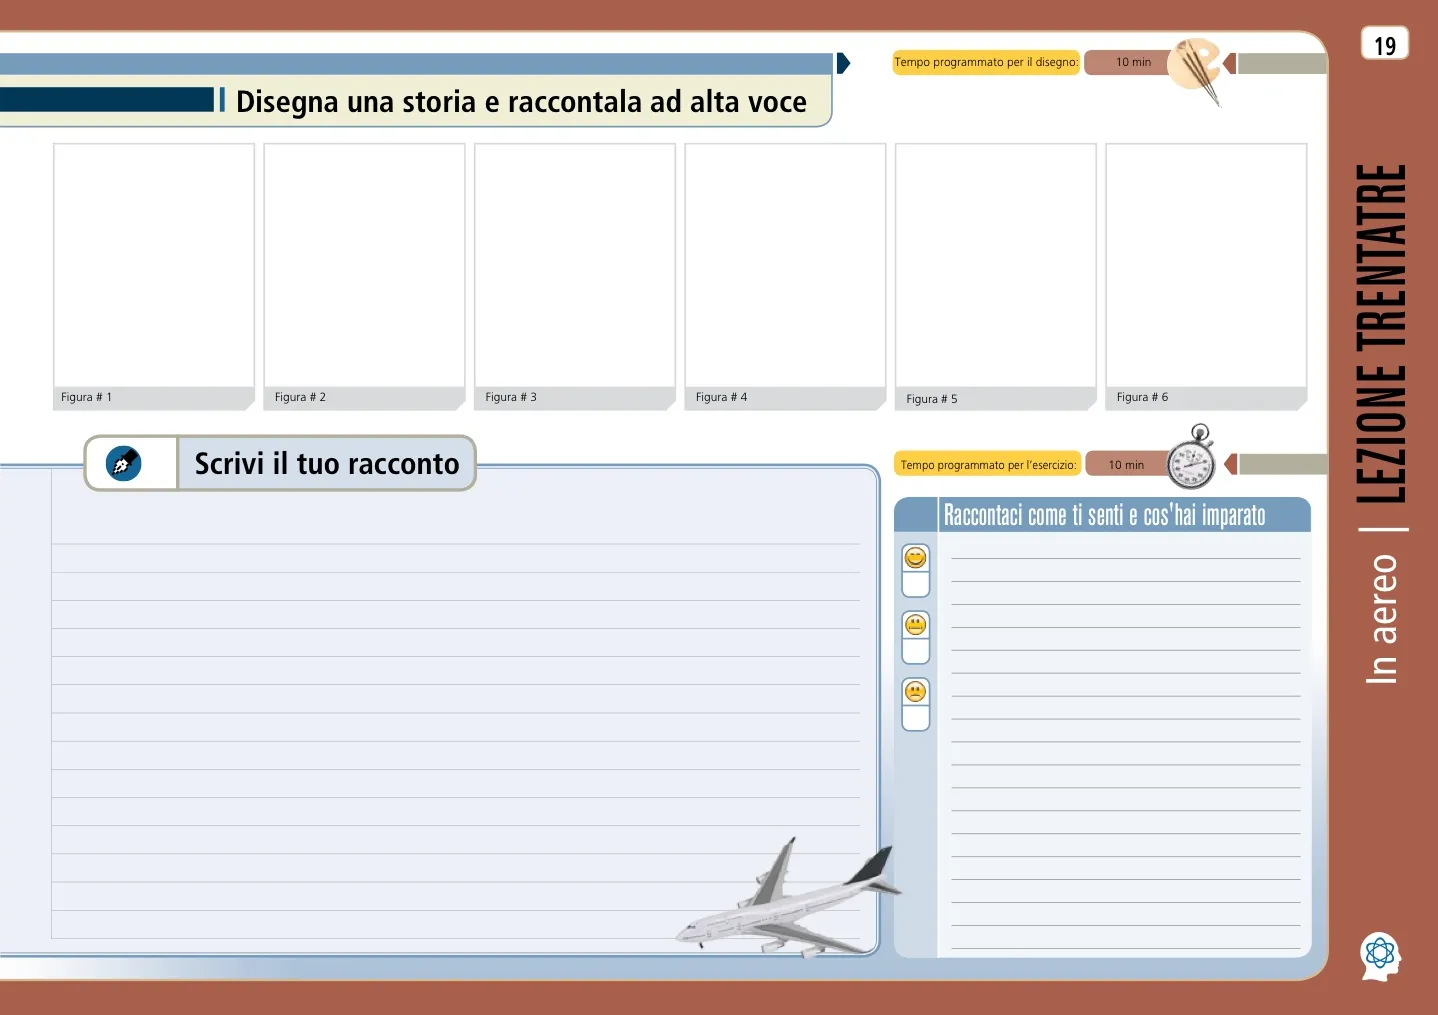 19
Tempo programmato per il disegno:
10 min
Disegna una storia e raccontala ad alta voce
Figura # 1
Figura # 2
Figura # 3
Figura # 4
Figura # 5
Figura # 6
Scrivi il tuo racconto
Tempo programmato per l'esercizio:
10 min
Raccontaci come ti senti e cos'hai imparato
In aereo | LEZIONE TRENTATRE